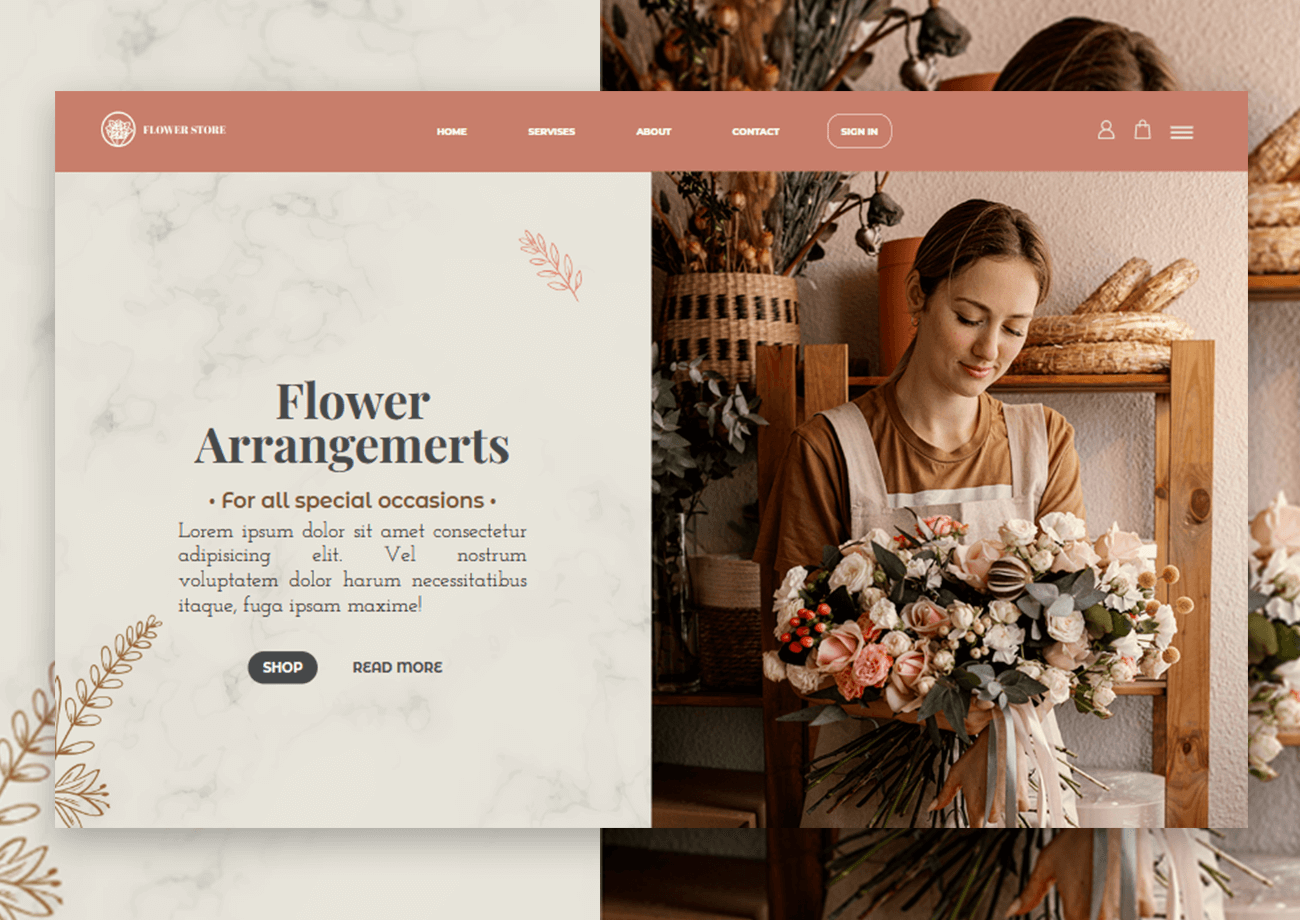 FLOWER STORE
HOME
SERVISES
ABOUT
CONTACT
SIGN IN
Flower
Arrangemerts
• For all special occasions •
Lorem ipsum dolor sit amet consectetur
adipisicing elit. Vel nostrum
voluptatem dolor harum necessitatibus
itaque, fuga ipsam maxime!
SHOP
READ MORE